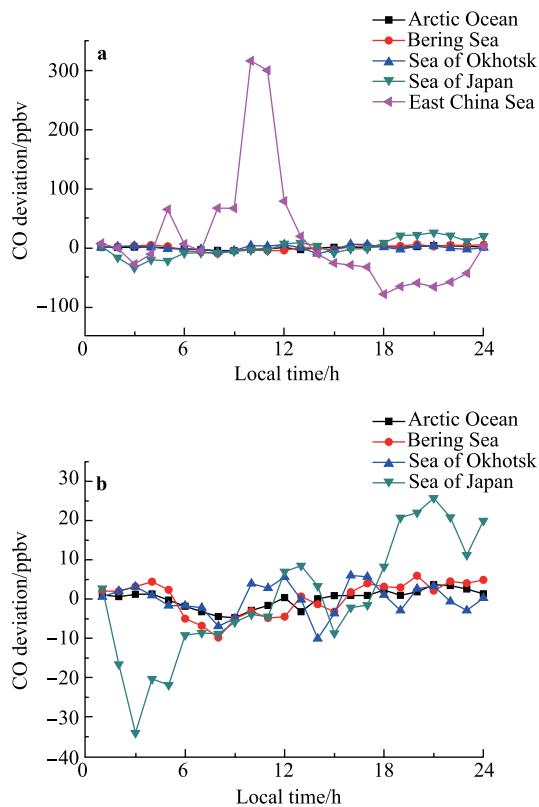 a
Arctic Ocean
Bering Sea
Sea of Okhotsk
Sea of Japan
East China Sea
CO deviation/ppbv
300
200
100
0
−100
0 6 12 18 24
Local time/h
Arctic Ocean
Bering Sea
Sea of Okhotsk
Sea of Japan
b
CO deviation/ppbv
30
20
10
0
−10
−20
−30
−40
0 6 12 18 24
Local time/h